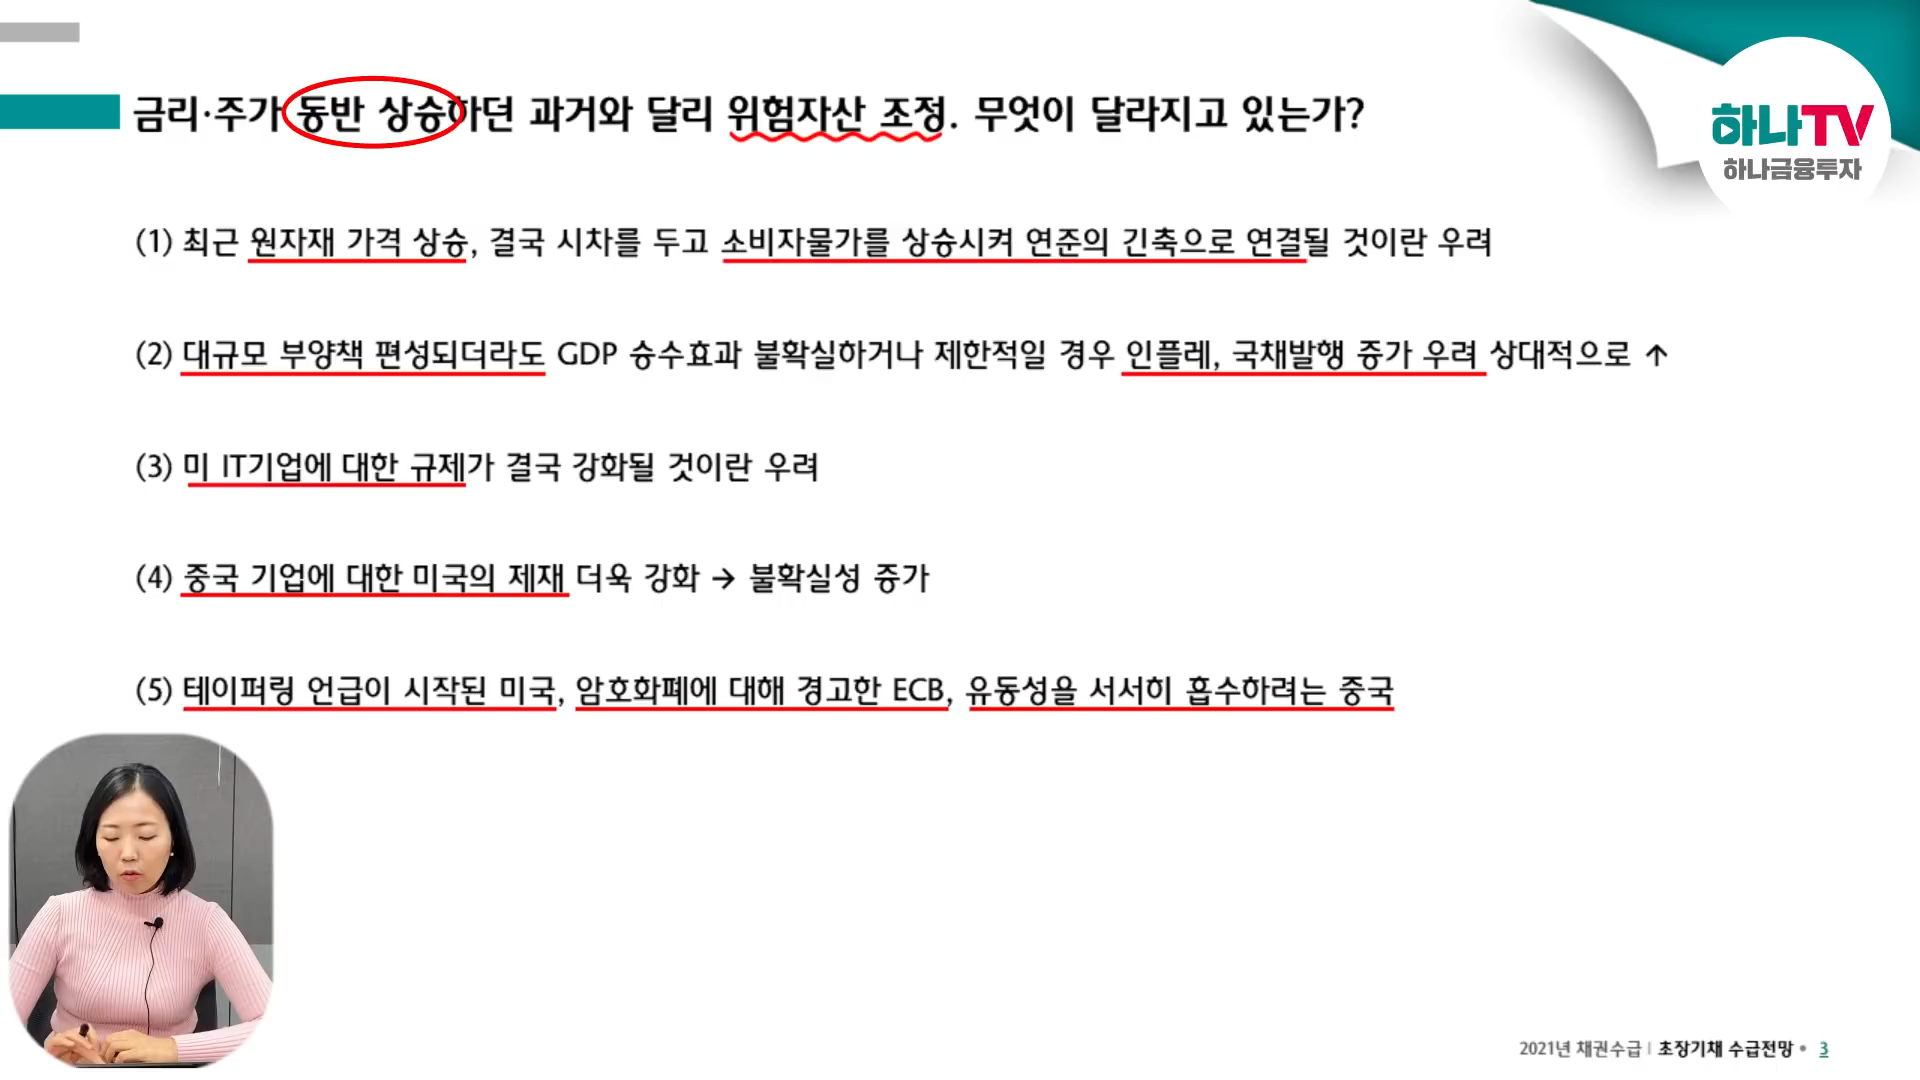 금리·주가 동반 상승하던 과거와 달리 위험자산 조정. 무엇이 달라지고 있는가?
하나TV
하나금융투자
(1) 최근 원자재 가격 상승, 결국 시차를 두고 소비자물가를 상승시켜 연준의 긴축으로 연결될 것이란 우려
(2) 대규모 부양책 편성되더라도 GDP 승수효과 불확실하거나 제한적일 경우 인플레, 국채발행 증가 우려 상대적으로 ↑
(3) 미 IT기업에 대한 규제가 결국 강화될 것이란 우려
(4) 중국 기업에 대한 미국의 제재 더욱 강화 → 불확실성 증가
(5) 테이퍼링 언급이 시작된 미국, 암호화폐에 대해 경고한 ECB, 유동성을 서서히 흡수하려는 중국
2021년 채권수급 | 초장기채 수급전망 • 3